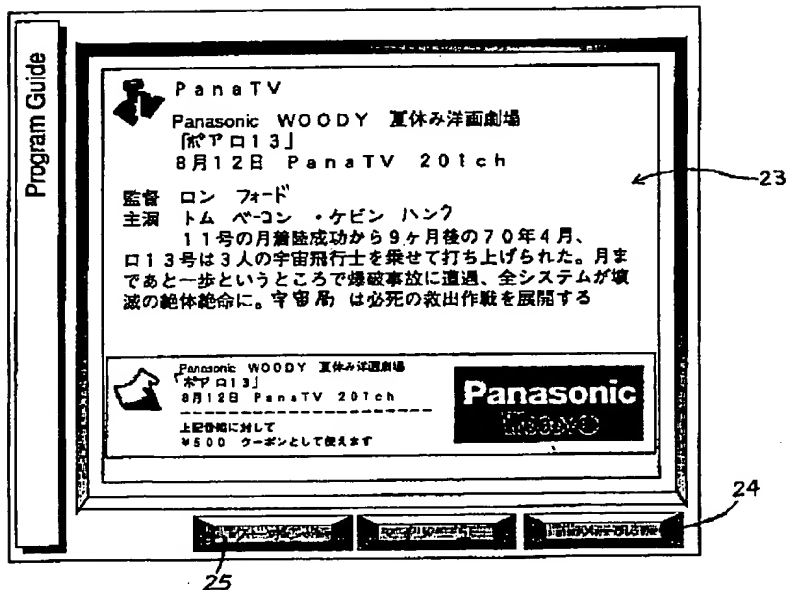 Program Guide
PanaTV
Panasonic WOODY 夏休み洋画劇場
「ポアロ13」
8月12日 PanaTV 201ch
監督 ロン フォード
主演 トム ベーコン ・ケビン ハンク
11号の月着陸成功から9ヶ月後の70年4月、
ロ13号は3人の宇宙飛行士を乗せて打ち上げられた。月ま
であと一歩というところで爆破事故に遭遇、全システムが壊
滅の絶体絶命に。宇宙局 は必死の救出作戦を展開する
Panasonic WOODY 夏休み洋画劇場
「ポアロ13」
8月12日 PanaTV 201ch
上記番組に対して
¥500 クーポンとして使えます
Panasonic
WOODY
23
24
25